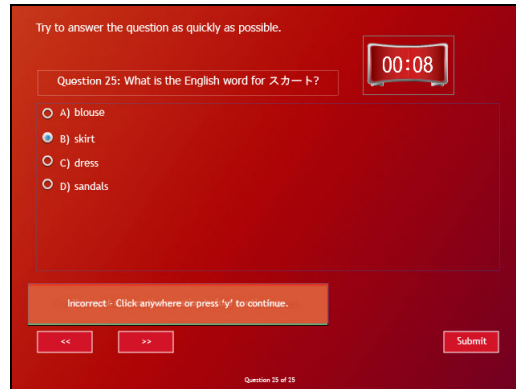 Try to answer the question as quickly as possible.
00:08
Question 25: What is the English word for スカート?
A) blouse
B) skirt
C) dress
D) sandals
Incorrect - Click anywhere or press 'y' to continue.
<< >> Submit
Question 25 of 25